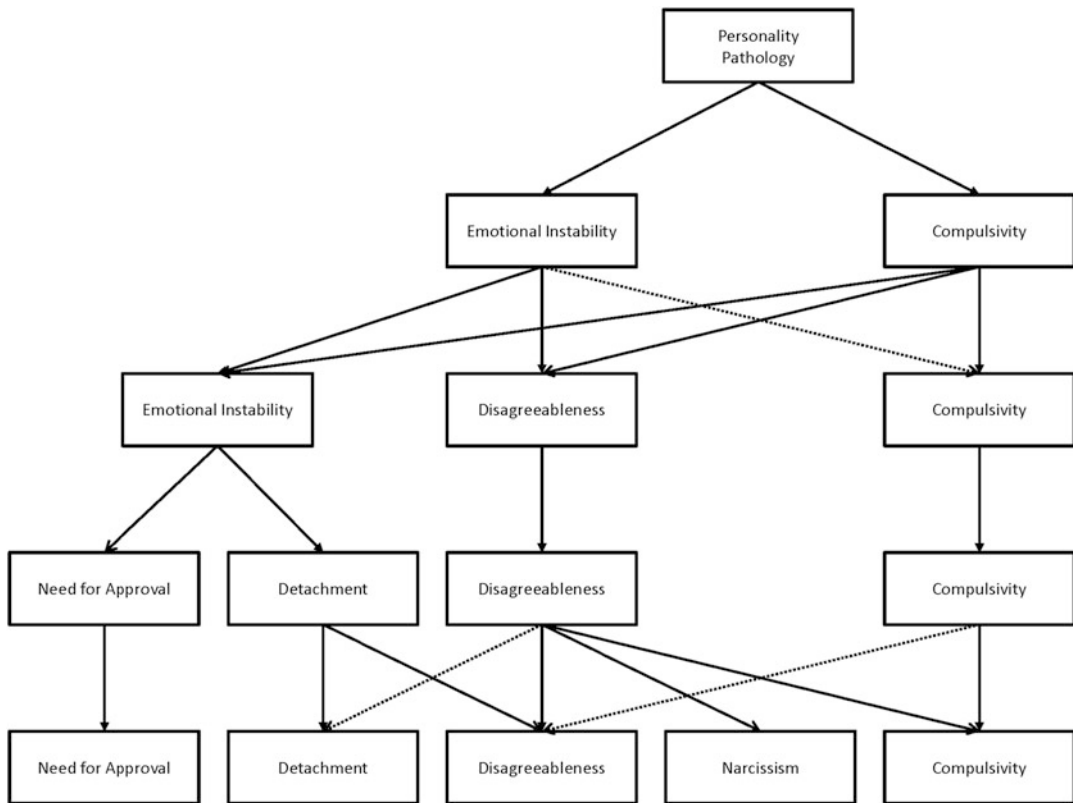 Personality
Pathology
Emotional Instability
Compulsivity
Emotional Instability
Disagreeableness
Compulsivity
Need for Approval
Detachment
Disagreeableness
Compulsivity
Need for Approval
Detachment
Disagreeableness
Narcissism
Compulsivity